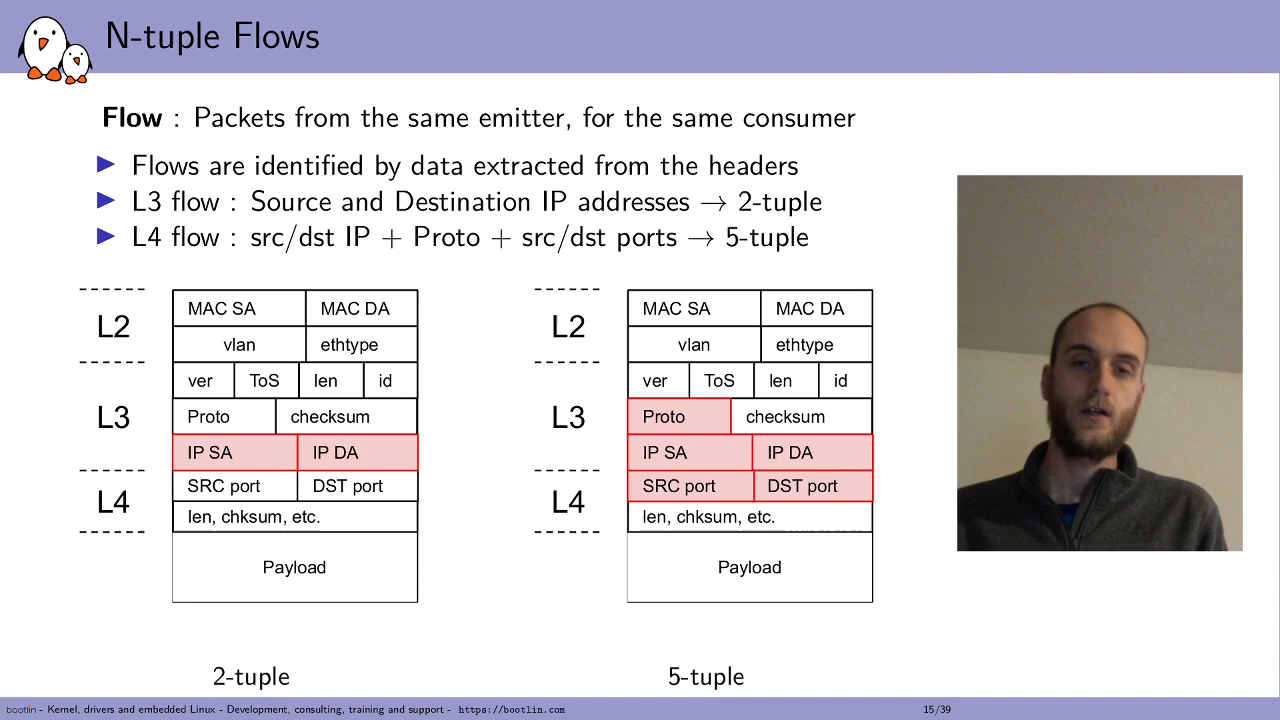 N-tuple Flows
Flow : Packets from the same emitter, for the same consumer
Flows are identified by data extracted from the headers
L3 flow : Source and Destination IP addresses → 2-tuple
L4 flow : src/dst IP + Proto + src/dst ports → 5-tuple
L2
MAC SA MAC DA
vlan ethtype
L3
ver ToS len id
Proto checksum
IP SA IP DA
L4
SRC port DST port
len, chksum, etc.
Payload
2-tuple
L2
MAC SA MAC DA
vlan ethtype
L3
ver ToS len id
Proto checksum
IP SA IP DA
L4
SRC port DST port
len, chksum, etc.
Payload
5-tuple
bootlin - Kernel, drivers and embedded Linux - Development, consulting, training and support - https://bootlin.com 15/39